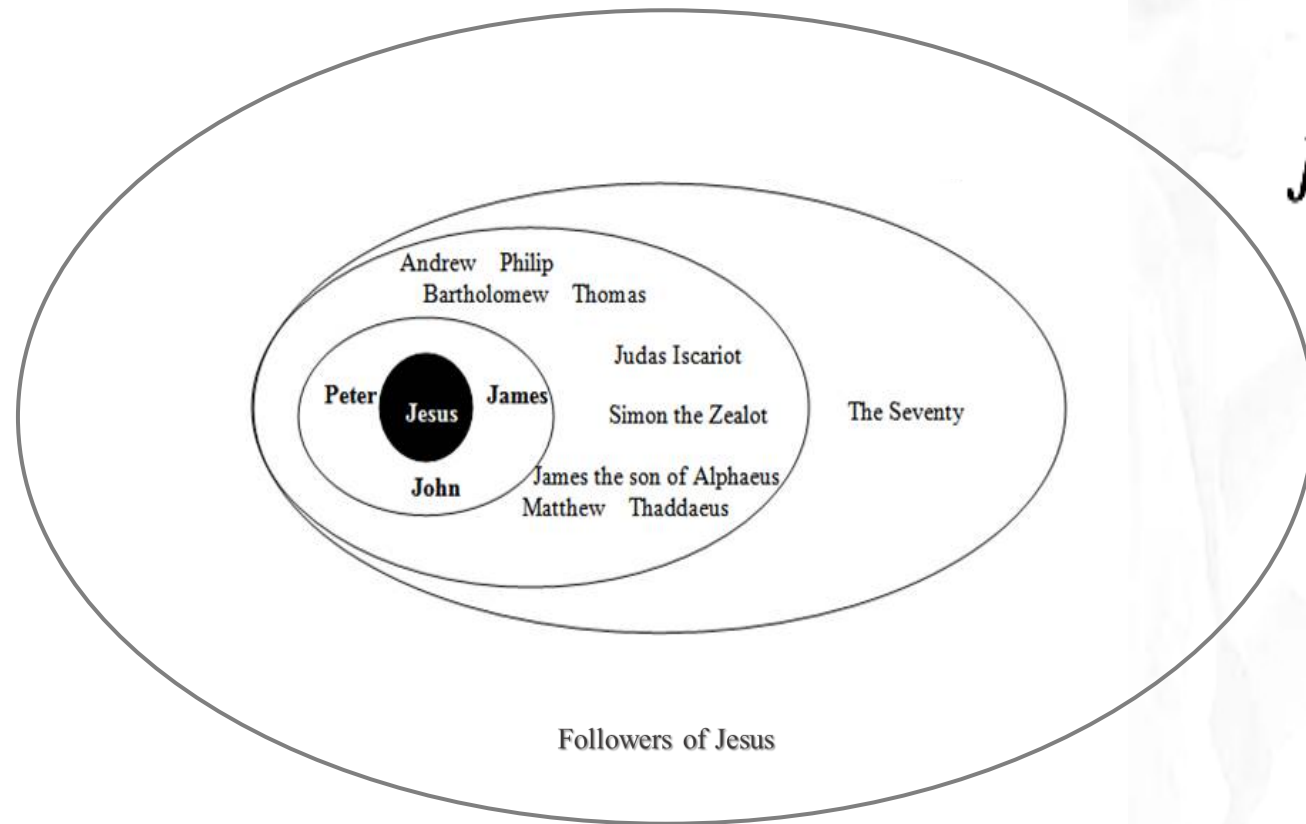 Andrew Philip
Bartholomew Thomas
Judas Iscariot
Peter Jesus James
Simon the Zealot
The Seventy
John
James the son of Alphaeus
Matthew Thaddaeus
Followers of Jesus